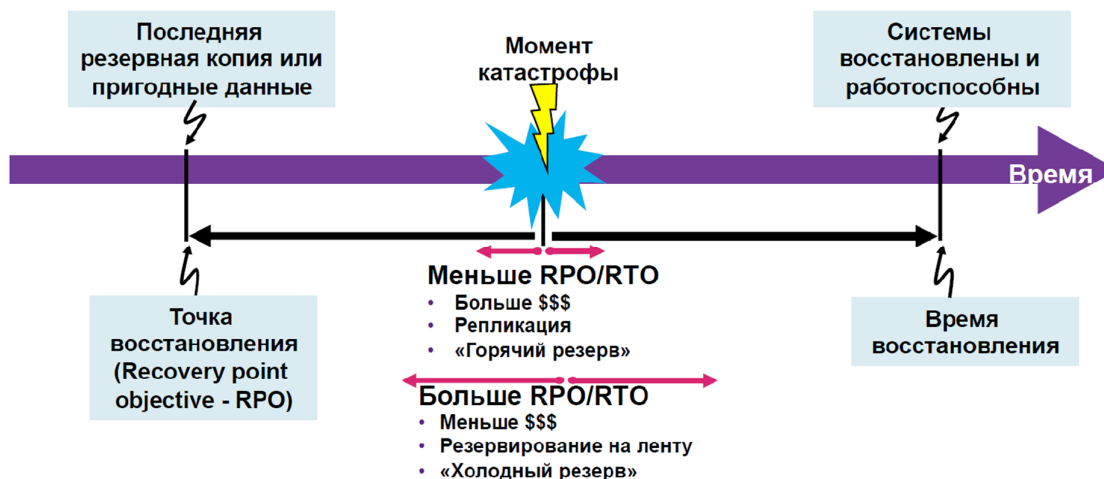 Последняя
резервная копия или
пригодные данные
Момент
катастрофы
Системы
восстановлены и
работоспособны
Время
Точка
восстановления
(Recovery point
objective - RPO)
Меньше RPO/RTO
• Больше $$$
• Репликация
• «Горячий резерв»
Время
восстановления
Больше RPO/RTO
• Меньше $$$
• Резервирование на ленту
• «Холодный резерв»